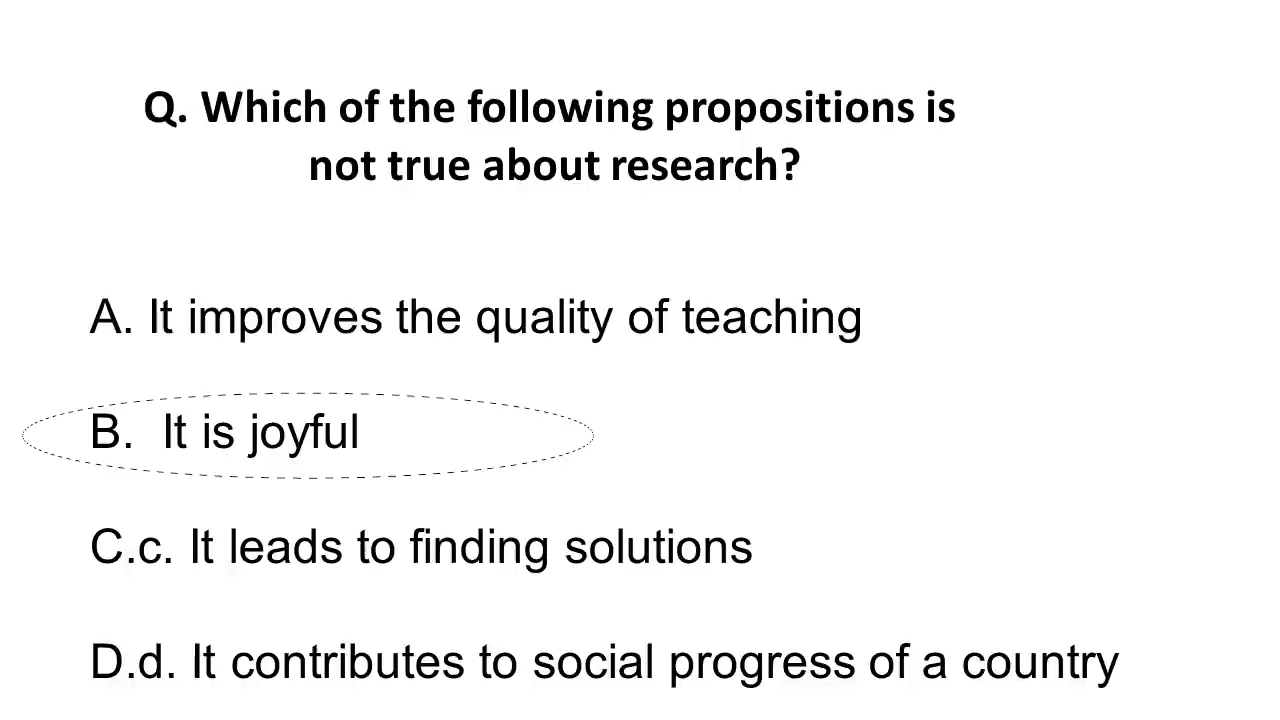 Q. Which of the following propositions is
not true about research?
A. It improves the quality of teaching
B. It is joyful
C.c. It leads to finding solutions
D.d. It contributes to social progress of a country